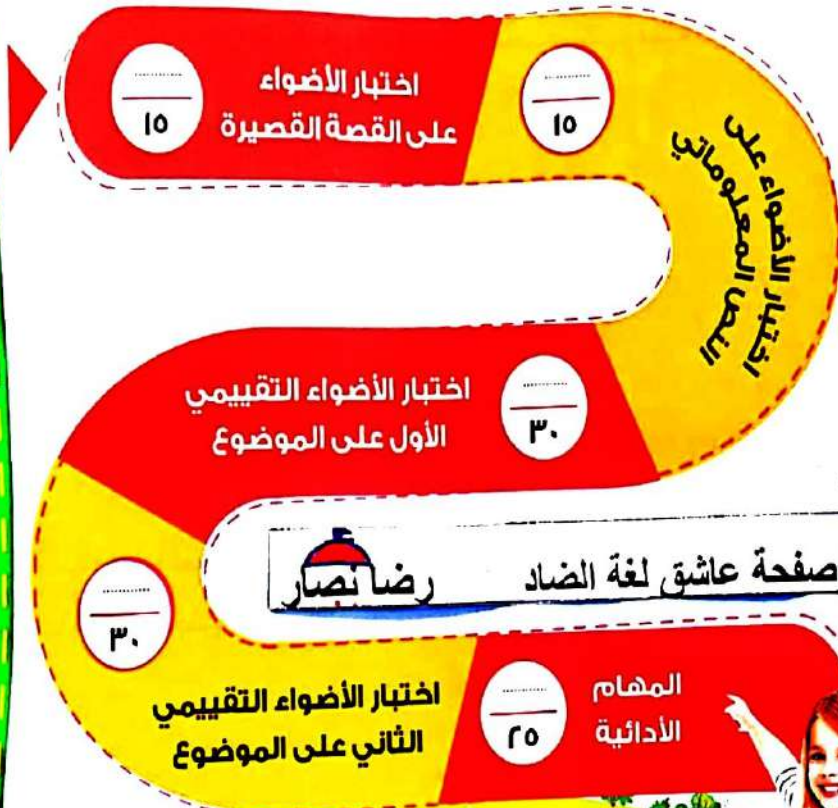 اختبار الأضواء
على القصة القصيرة
............
١٥
اختبار الأضواء على
النص المعلوماتي
............
١٥
اختبار الأضواء التقييمي
الأول على الموضوع
............
٣٠
صفحة عاشق لغة الضاد رضا نصار
اختبار الأضواء التقييمي
الثاني على الموضوع
............
٣٠
المهام
الأدائية
............
٢٥